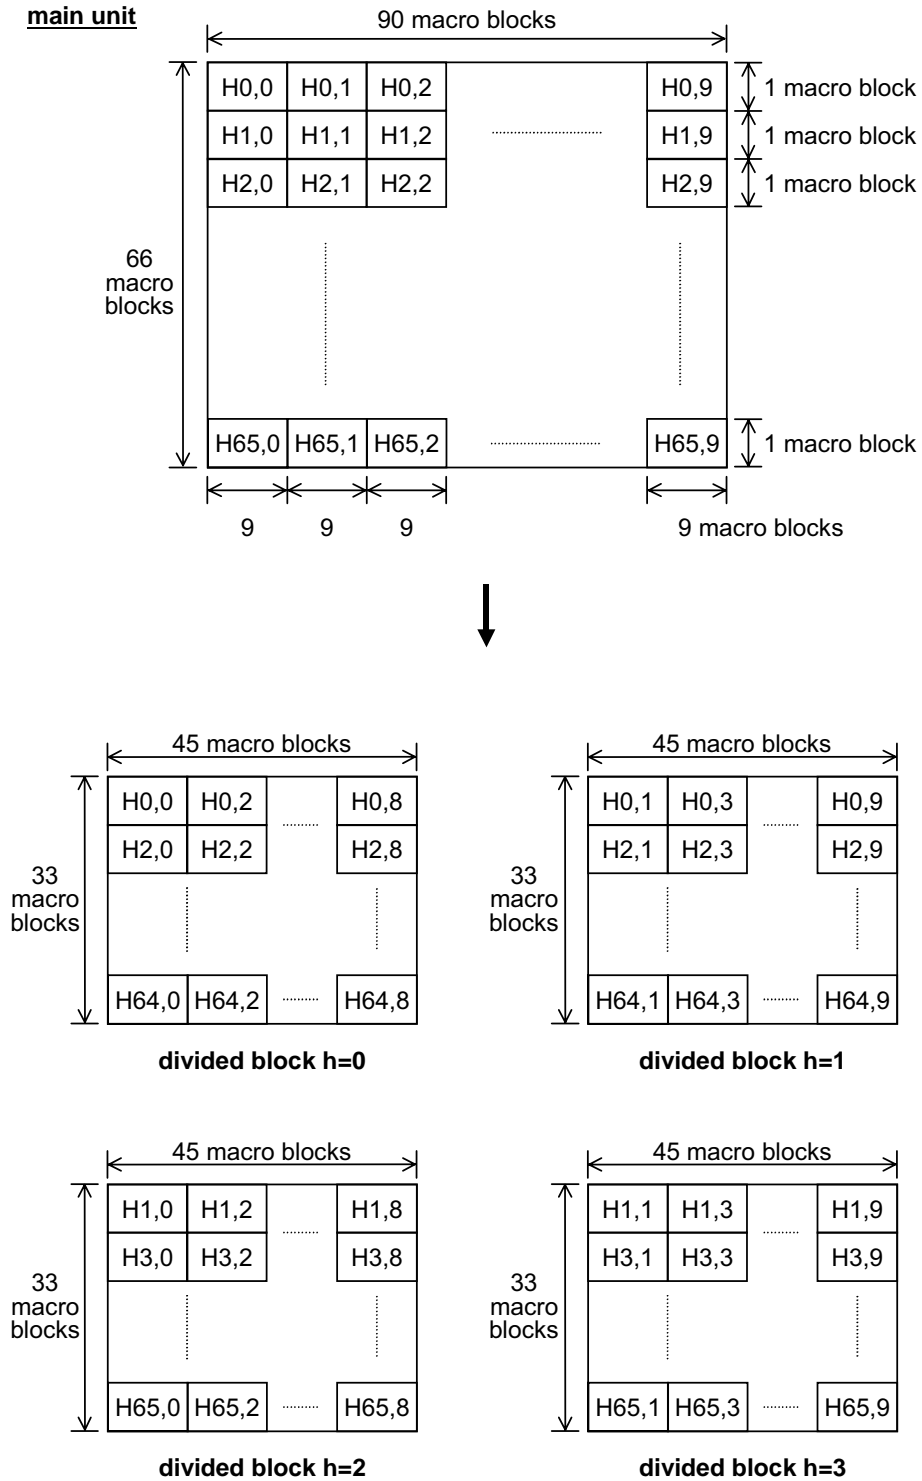 main unit
90 macro blocks
H0,0 H0,1 H0,2 H0,9 1 macro block
H1,0 H1,1 H1,2 H1,9 1 macro block
H2,0 H2,1 H2,2 H2,9 1 macro block
66
macro
blocks
H65,0 H65,1 H65,2 H65,9 1 macro block
9 9 9 9 macro blocks
45 macro blocks
H0,0 H0,2 H0,8
H2,0 H2,2 H2,8
33
macro
blocks
H64,0 H64,2 H64,8
divided block h=0
45 macro blocks
H0,1 H0,3 H0,9
H2,1 H2,3 H2,9
33
macro
blocks
H64,1 H64,3 H64,9
divided block h=1
45 macro blocks
H1,0 H1,2 H1,8
H3,0 H3,2 H3,8
33
macro
blocks
H65,0 H65,2 H65,8
divided block h=2
45 macro blocks
H1,1 H1,3 H1,9
H3,1 H3,3 H3,9
33
macro
blocks
H65,1 H65,3 H65,9
divided block h=3